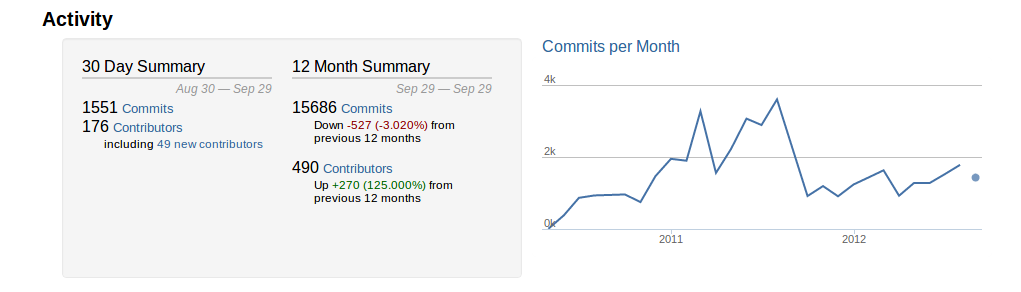 Activity
30 Day Summary
Aug 30 — Sep 29
1551 Commits
176 Contributors
including 49 new contributors
12 Month Summary
Sep 29 — Sep 29
15686 Commits
Down -527 (-3.020%) from
previous 12 months
490 Contributors
Up +270 (125.000%) from
previous 12 months
Commits per Month
4k
2k
0k
2011
2012